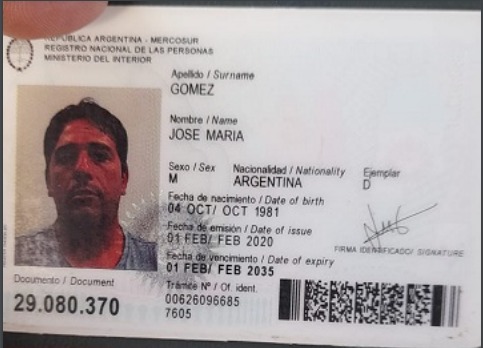 REPÚBLICA ARGENTINA - MERCOSUR
REGISTRO NACIONAL DE LAS PERSONAS
MINISTERIO DEL INTERIOR
Apellido / Surname
GOMEZ
Nombre / Name
JOSE MARIA
Sexo / Sex Nacionalidad / Nationality Ejemplar
M ARGENTINA D
Fecha de nacimiento / Date of birth
04 OCT/ OCT 1981
Fecha de emisión / Date of issue
01 FEB/ FEB 2020
FIRMA IDENTIFICADO/ SIGNATURE
Fecha de vencimiento / Date of expiry
01 FEB/ FEB 2035
Documento / Document
29.080.370
Trámite Nº / Of. ident.
00626096685
7605